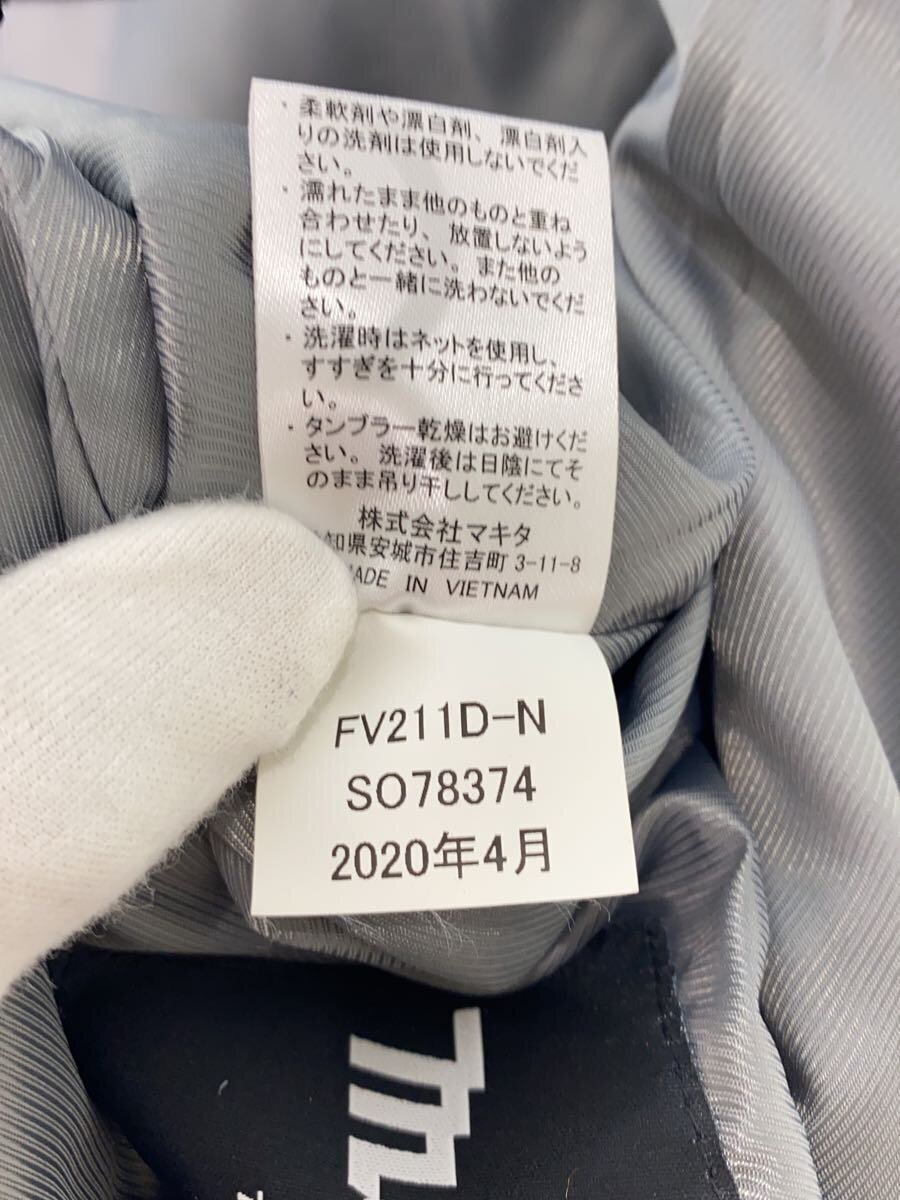 ・柔軟剤や漂白剤、漂白剤入
りの洗剤は使用しないでくだ
さい。
・濡れたまま他のものと重ね
合わせたり、放置しないよう
にしてください。また他の
ものと一緒に洗わないでくだ
さい。
・洗濯時はネットを使用し、
すすぎを十分に行ってくださ
い。
・タンブラー乾燥はお避けくだ
さい。洗濯後は日陰にてそ
のまま吊り干ししてください。
株式会社マキタ
知県安城市住吉町 3-11-8
MADE IN VIETNAM
FV211D-N
SO78374
2020年4月